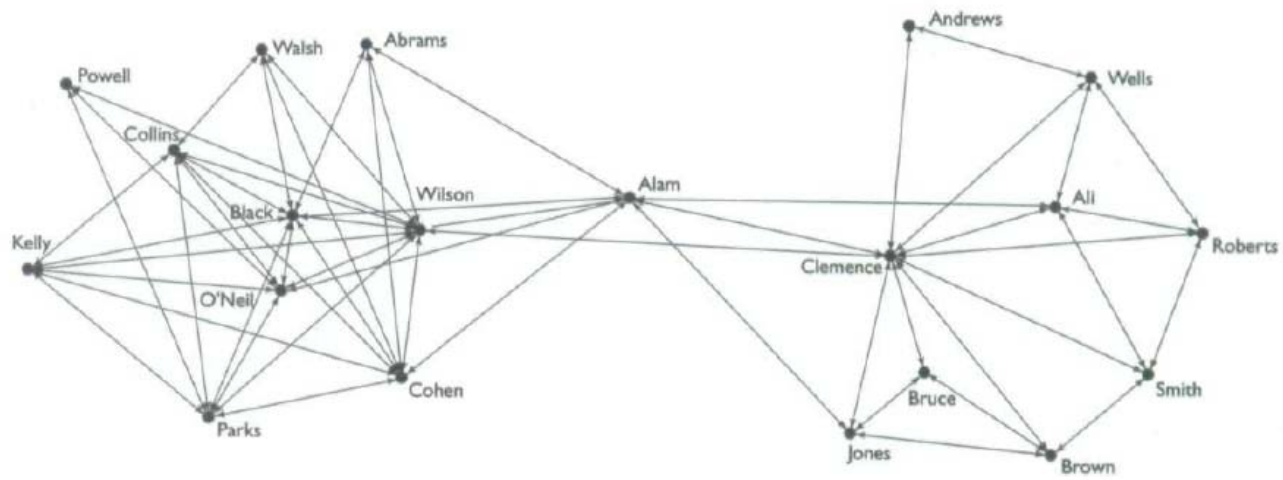 Andrews
Walsh
Abrams
Powell
Wells
Collins
Alam
Wilson
Black
Ali
Kelly
Roberts
Clemence
O'Neil
Cohen
Smith
Bruce
Parks
Jones
Brown